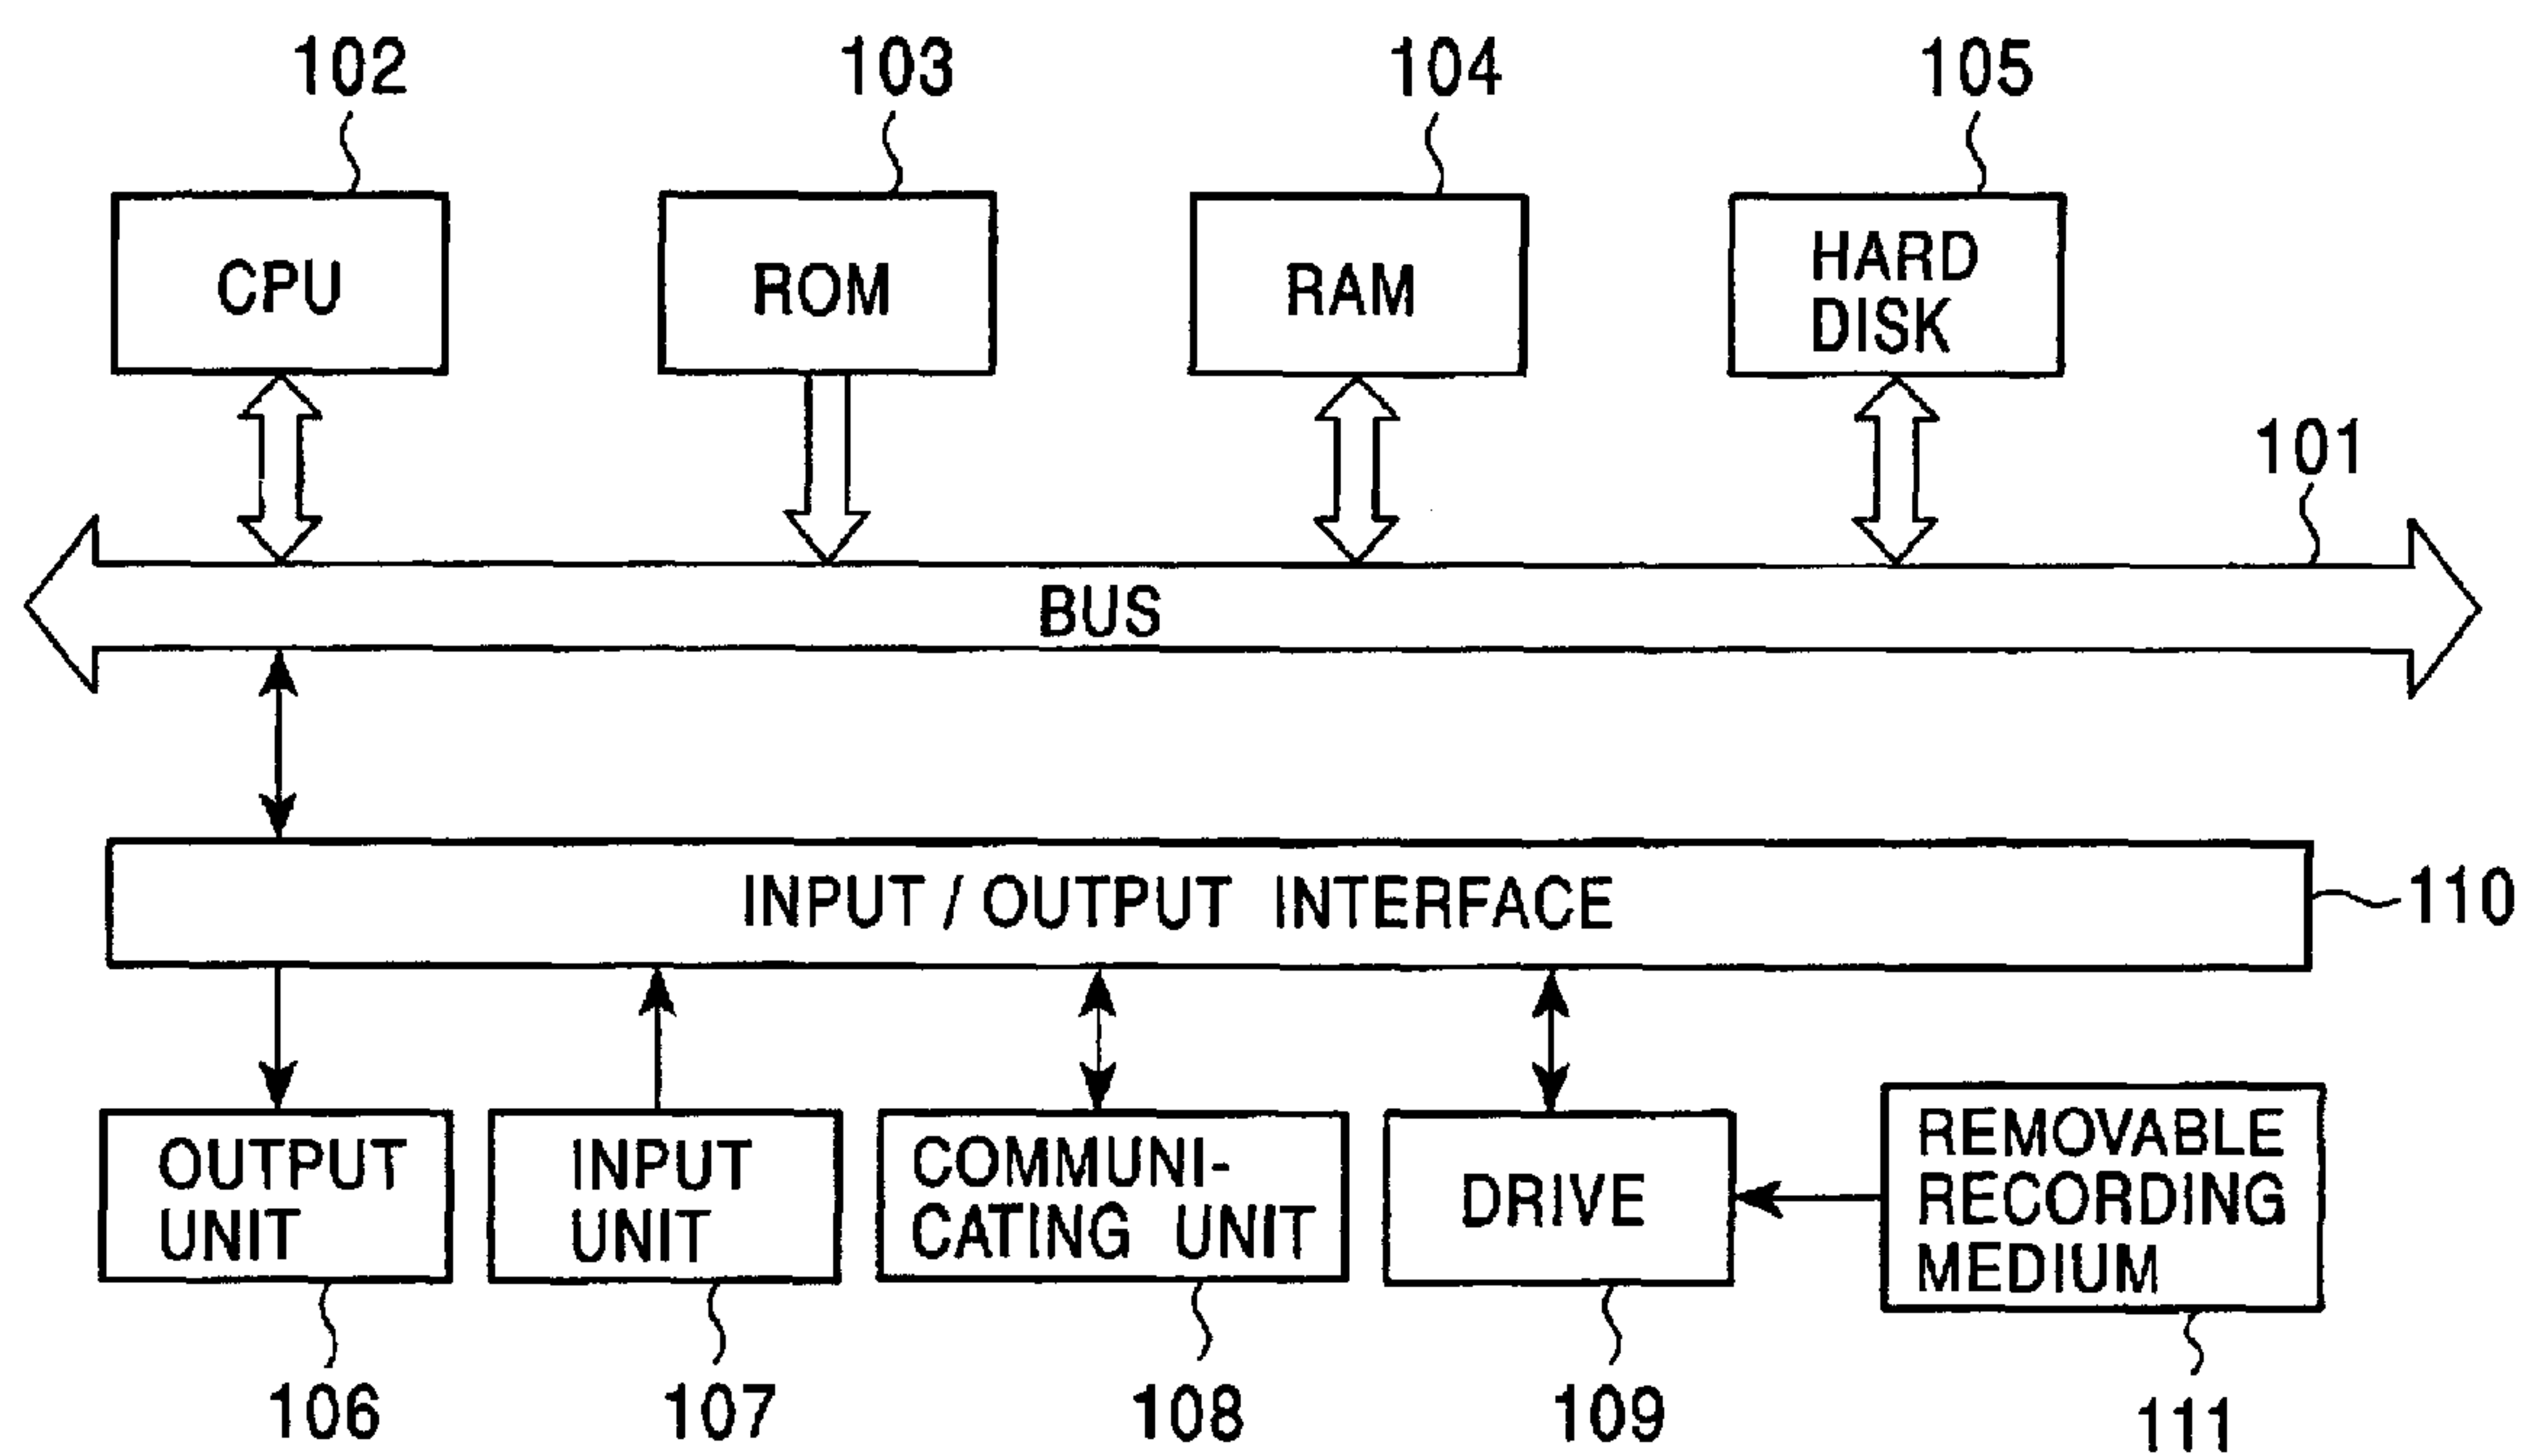 102
103
104
105
CPU
ROM
RAM
HARD
DISK
101
BUS
INPUT / OUTPUT INTERFACE
110
OUTPUT
UNIT
INPUT
UNIT
COMMUNI-
CATING UNIT
DRIVE
REMOVABLE
RECORDING
MEDIUM
106
107
108
109
111